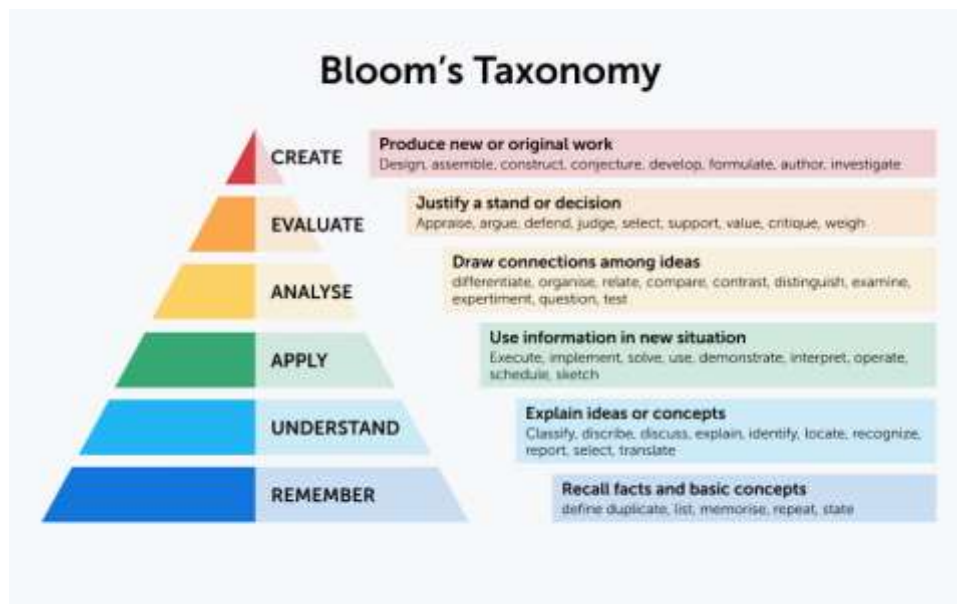 Bloom's Taxonomy
CREATE
Produce new or original work
Design, assemble, construct, conjecture, develop, formulate, author, investigate
EVALUATE
Justify a stand or decision
Appraise, argue, defend, judge, select, support, value, critique, weigh
ANALYSE
Draw connections among ideas
differentiate, organise, relate, compare, contrast, distinguish, examine,
expertiment, question, test
APPLY
Use information in new situation
Execute, implement, solve, use, demonstrate, interpret, operate,
schedule, sketch
UNDERSTAND
Explain ideas or concepts
Classify, discribe, discuss, explain, identify, locate, recognize,
report, select, translate
REMEMBER
Recall facts and basic concepts
define duplicate, list, memorise, repeat, state